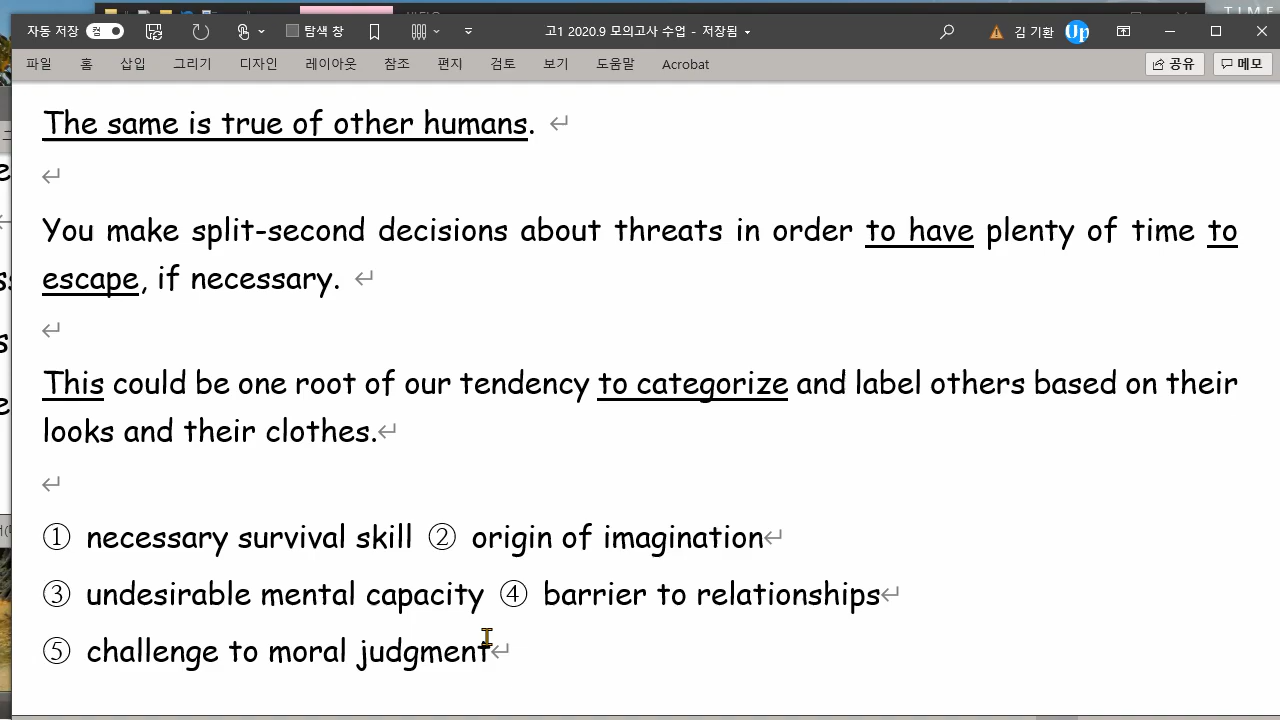 TIME
자동 저장 컴 탐색 창 고1 2020.9 모의고사 수업 - 저장됨 김 기환 Up
파일 홈 삽입 그리기 디자인 레이아웃 참조 편지 검토 보기 도움말 Acrobat 공유 메모
The same is true of other humans.
You make split-second decisions about threats in order to have plenty of time to
escape, if necessary.
This could be one root of our tendency to categorize and label others based on their
looks and their clothes.
① necessary survival skill ② origin of imagination
③ undesirable mental capacity ④ barrier to relationships
⑤ challenge to moral judgment